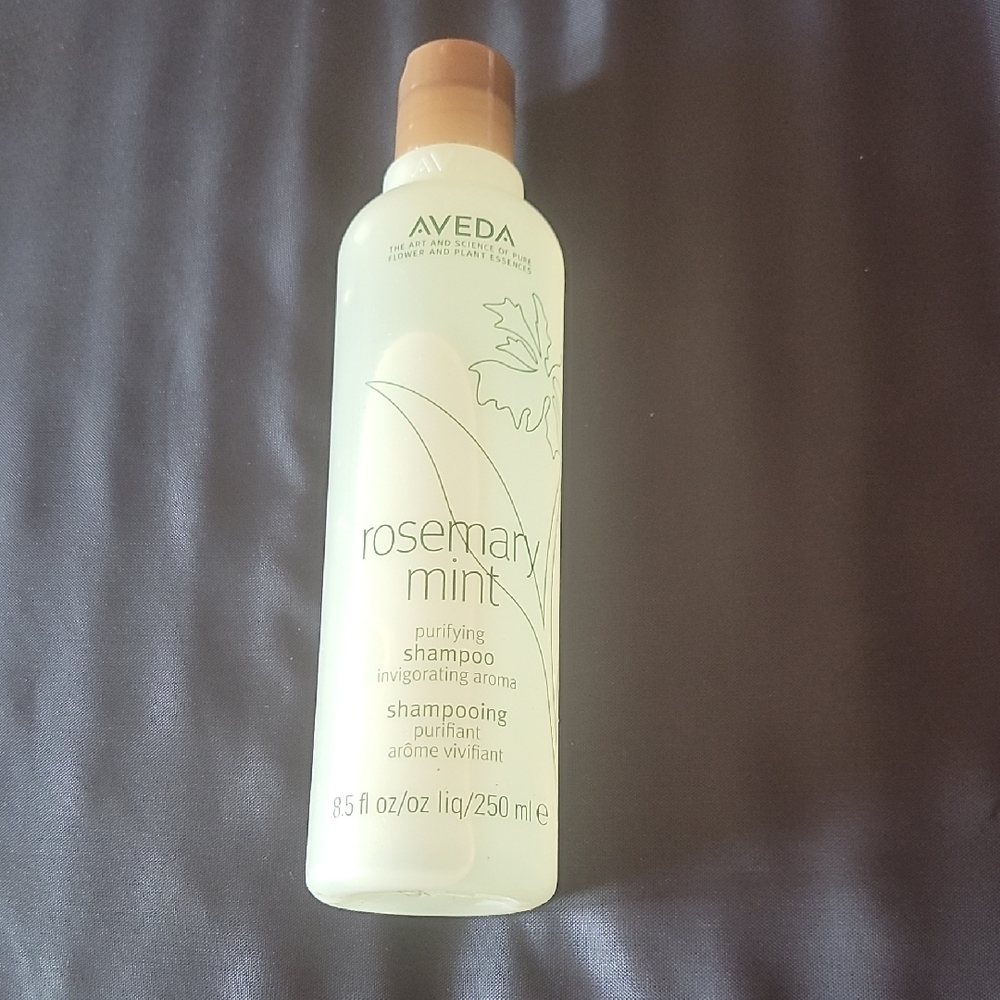 AVEDA
THE ART AND SCIENCE OF PURE
FLOWER AND PLANT ESSENCES
rosemary
mint
purifying
shampoo
invigorating aroma
shampooing
purifiant
arôme vivifiant
8.5 fl oz/oz liq/250 ml e